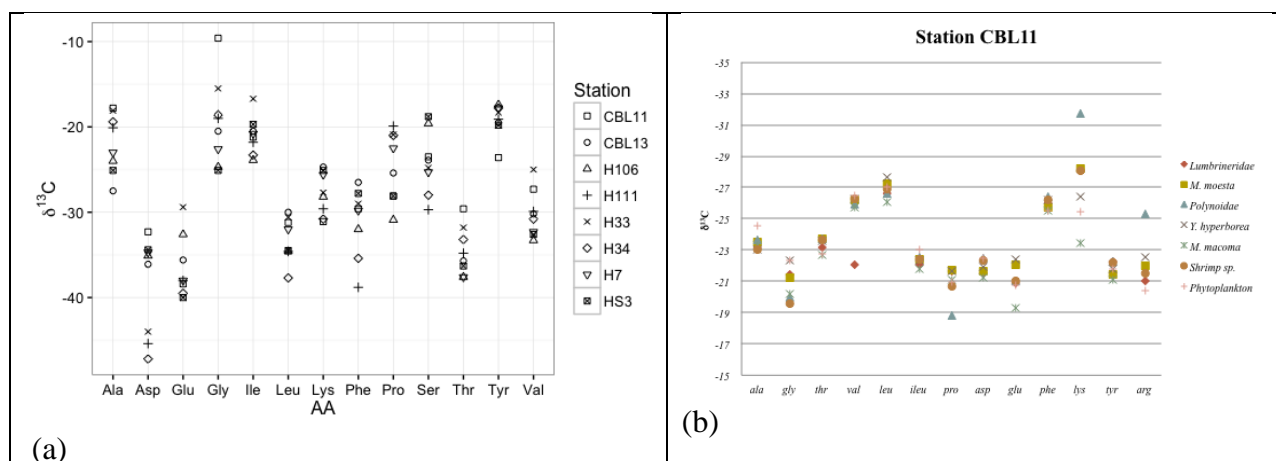 -10
-20
-30
-40
δ13C
Ala Asp Glu Gly Ile Leu Lys Phe Pro Ser Thr Tyr Val
AA
Station
CBL11
CBL13
H106
H111
H33
H34
H7
HS3
(a)
Station CBL11
-35
-33
-31
-29
-27
-25
-23
-21
-19
-17
-15
δ13C
ala gly thr val leu ileu pro asp glu phe lys tyr arg
Lumbrineridae
M. moesta
Polynoidae
Y. hyperborea
M. macoma
Shrimp sp.
Phytoplankton
(b)